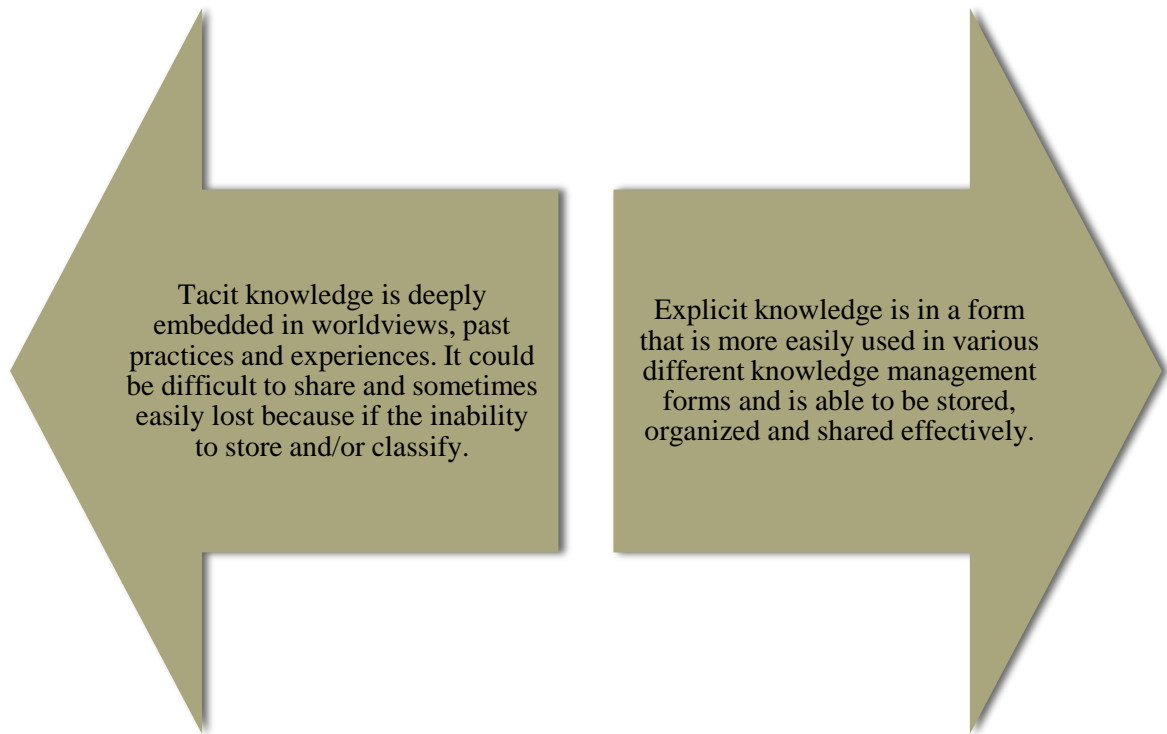 Tacit knowledge is deeply
embedded in worldviews, past
practices and experiences. It could
be difficult to share and sometimes
easily lost because if the inability
to store and/or classify.
Explicit knowledge is in a form
that is more easily used in various
different knowledge management
forms and is able to be stored,
organized and shared effectively.